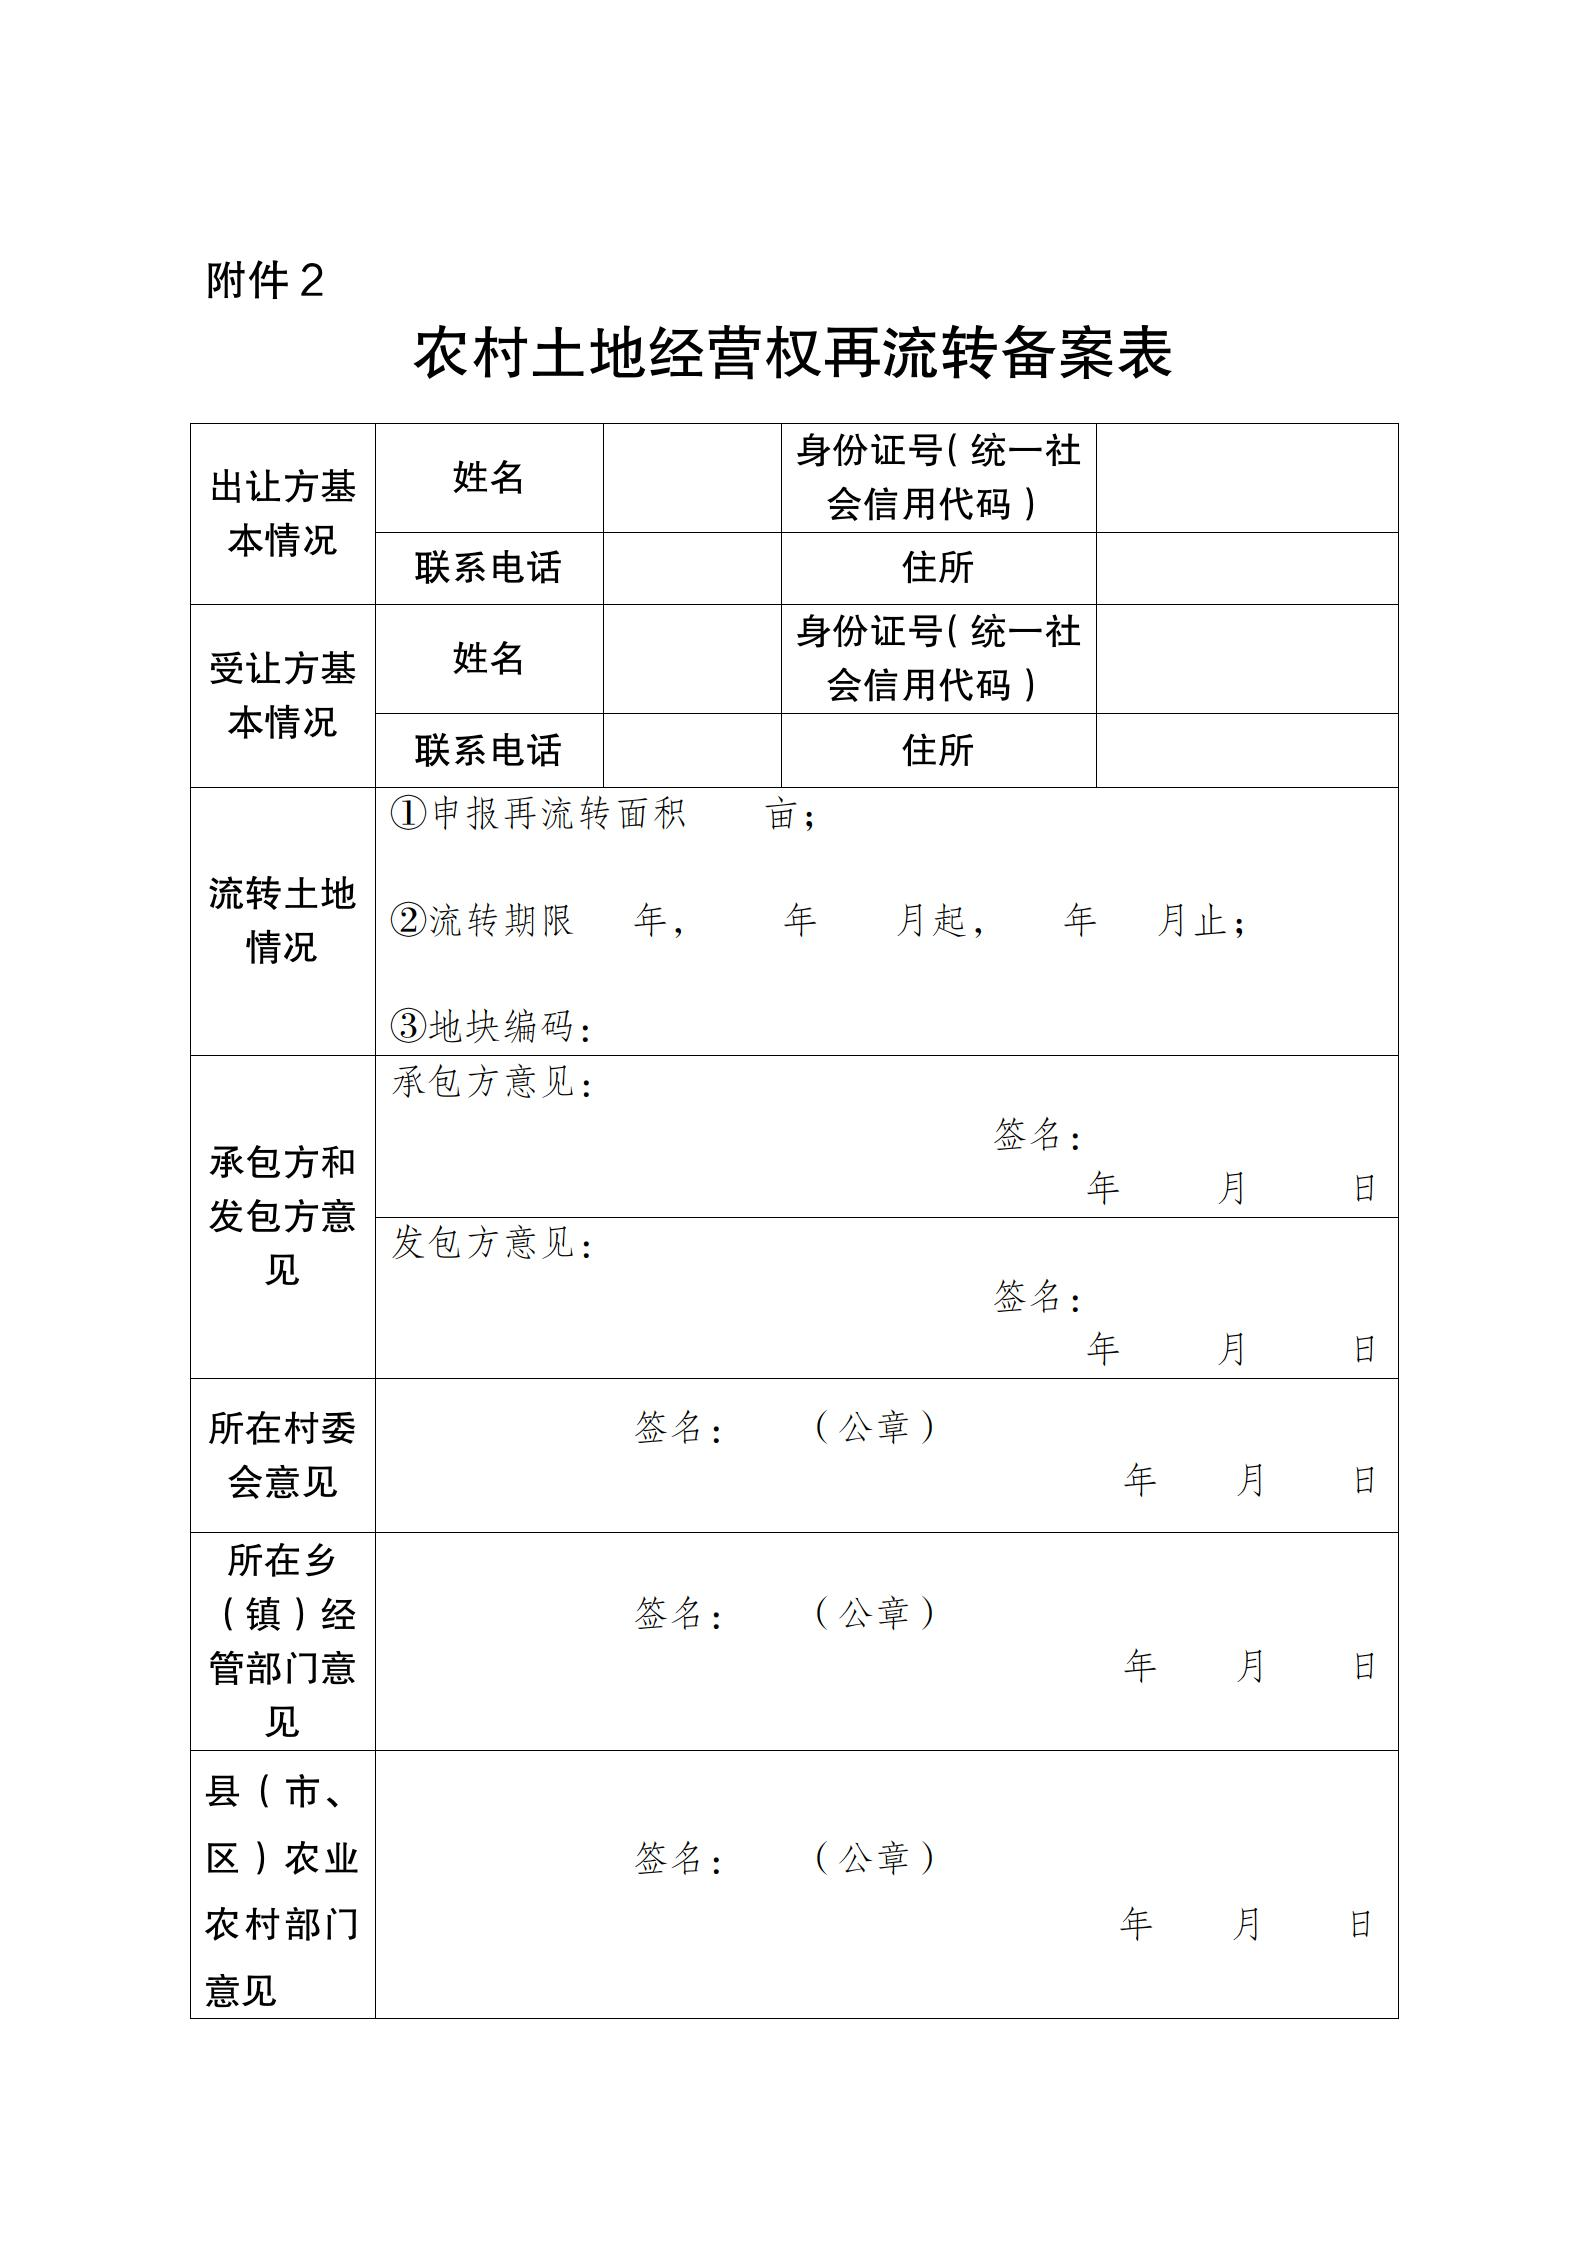 附件2
农村土地经营权再流转备案表
出让方基
本情况
姓名
身份证号(统一社
会信用代码)
联系电话
住所
受让方基
本情况
姓名
身份证号(统一社
会信用代码)
联系电话
住所
流转土地
情况
①申报再流转面积 亩；
②流转期限 年， 年 月起， 年 月止；
③地块编码：
承包方和
发包方意
见
承包方意见：
签名：
年 月 日
发包方意见：
签名：
年 月 日
所在村委
会意见
签名： （公章）
年 月 日
所在乡
（镇）经
管部门意
见
签名： （公章）
年 月 日
县（市、
区）农业
农村部门
意见
签名： （公章）
年 月 日